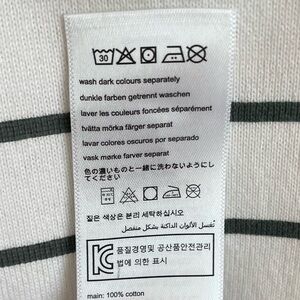 30
wash dark colours separately
dunkle farben getrennt waschen
laver les couleurs foncées séparément
tvätta mörka färger separat
lavar colores oscuros por separado
vask mørke farver separat
色の濃いものと一緒に洗わないようにし
てください
짙은 색상은 분리 세탁하십시오
تُغسل الألوان الداكنة بشكل منفصل
품질경영및 공산품안전관리
법에 의한 표시
main: 100% cotton